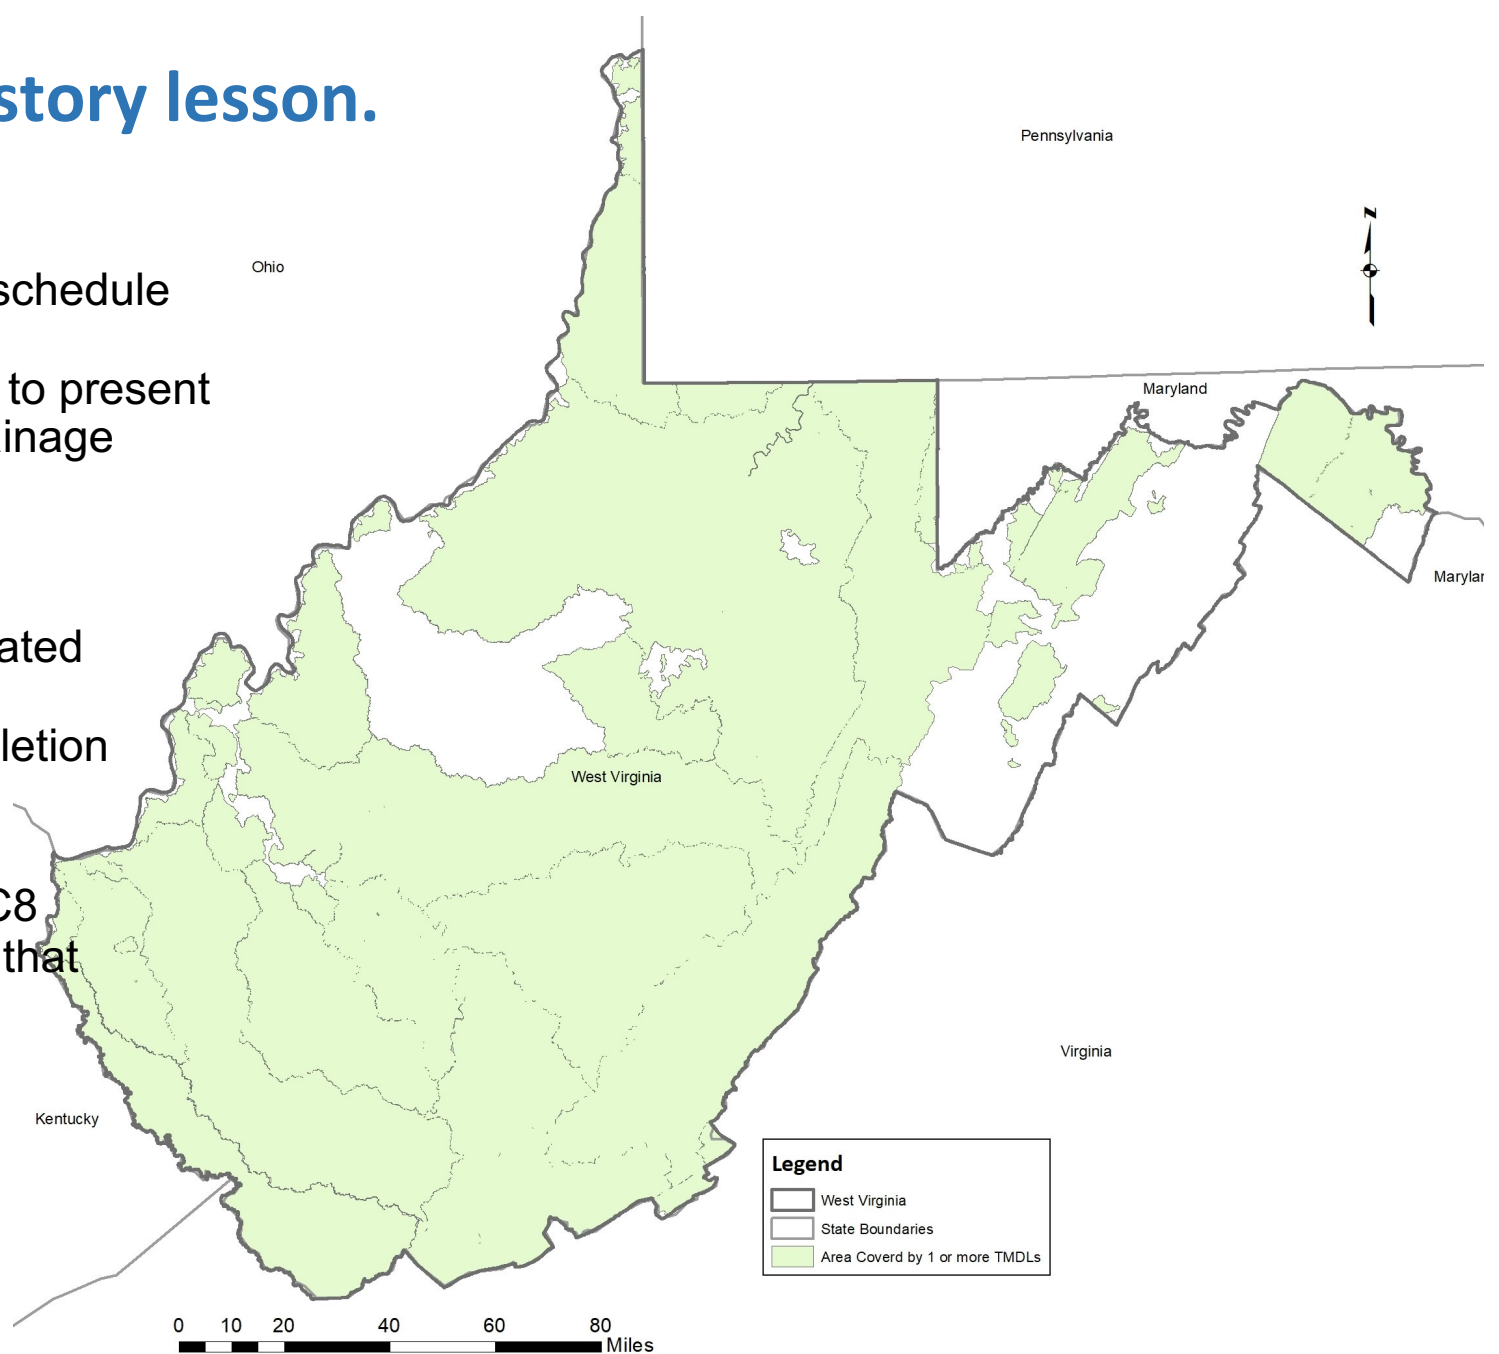 story lesson.
schedule
to present
inage
ated
letion
C8
that
Pennsylvania
Ohio
N
Maryland
Marylar
West Virginia
Virginia
Kentucky
Legend
West Virginia
State Boundaries
Area Coverd by 1 or more TMDLs
0 10 20 40 60 80
Miles